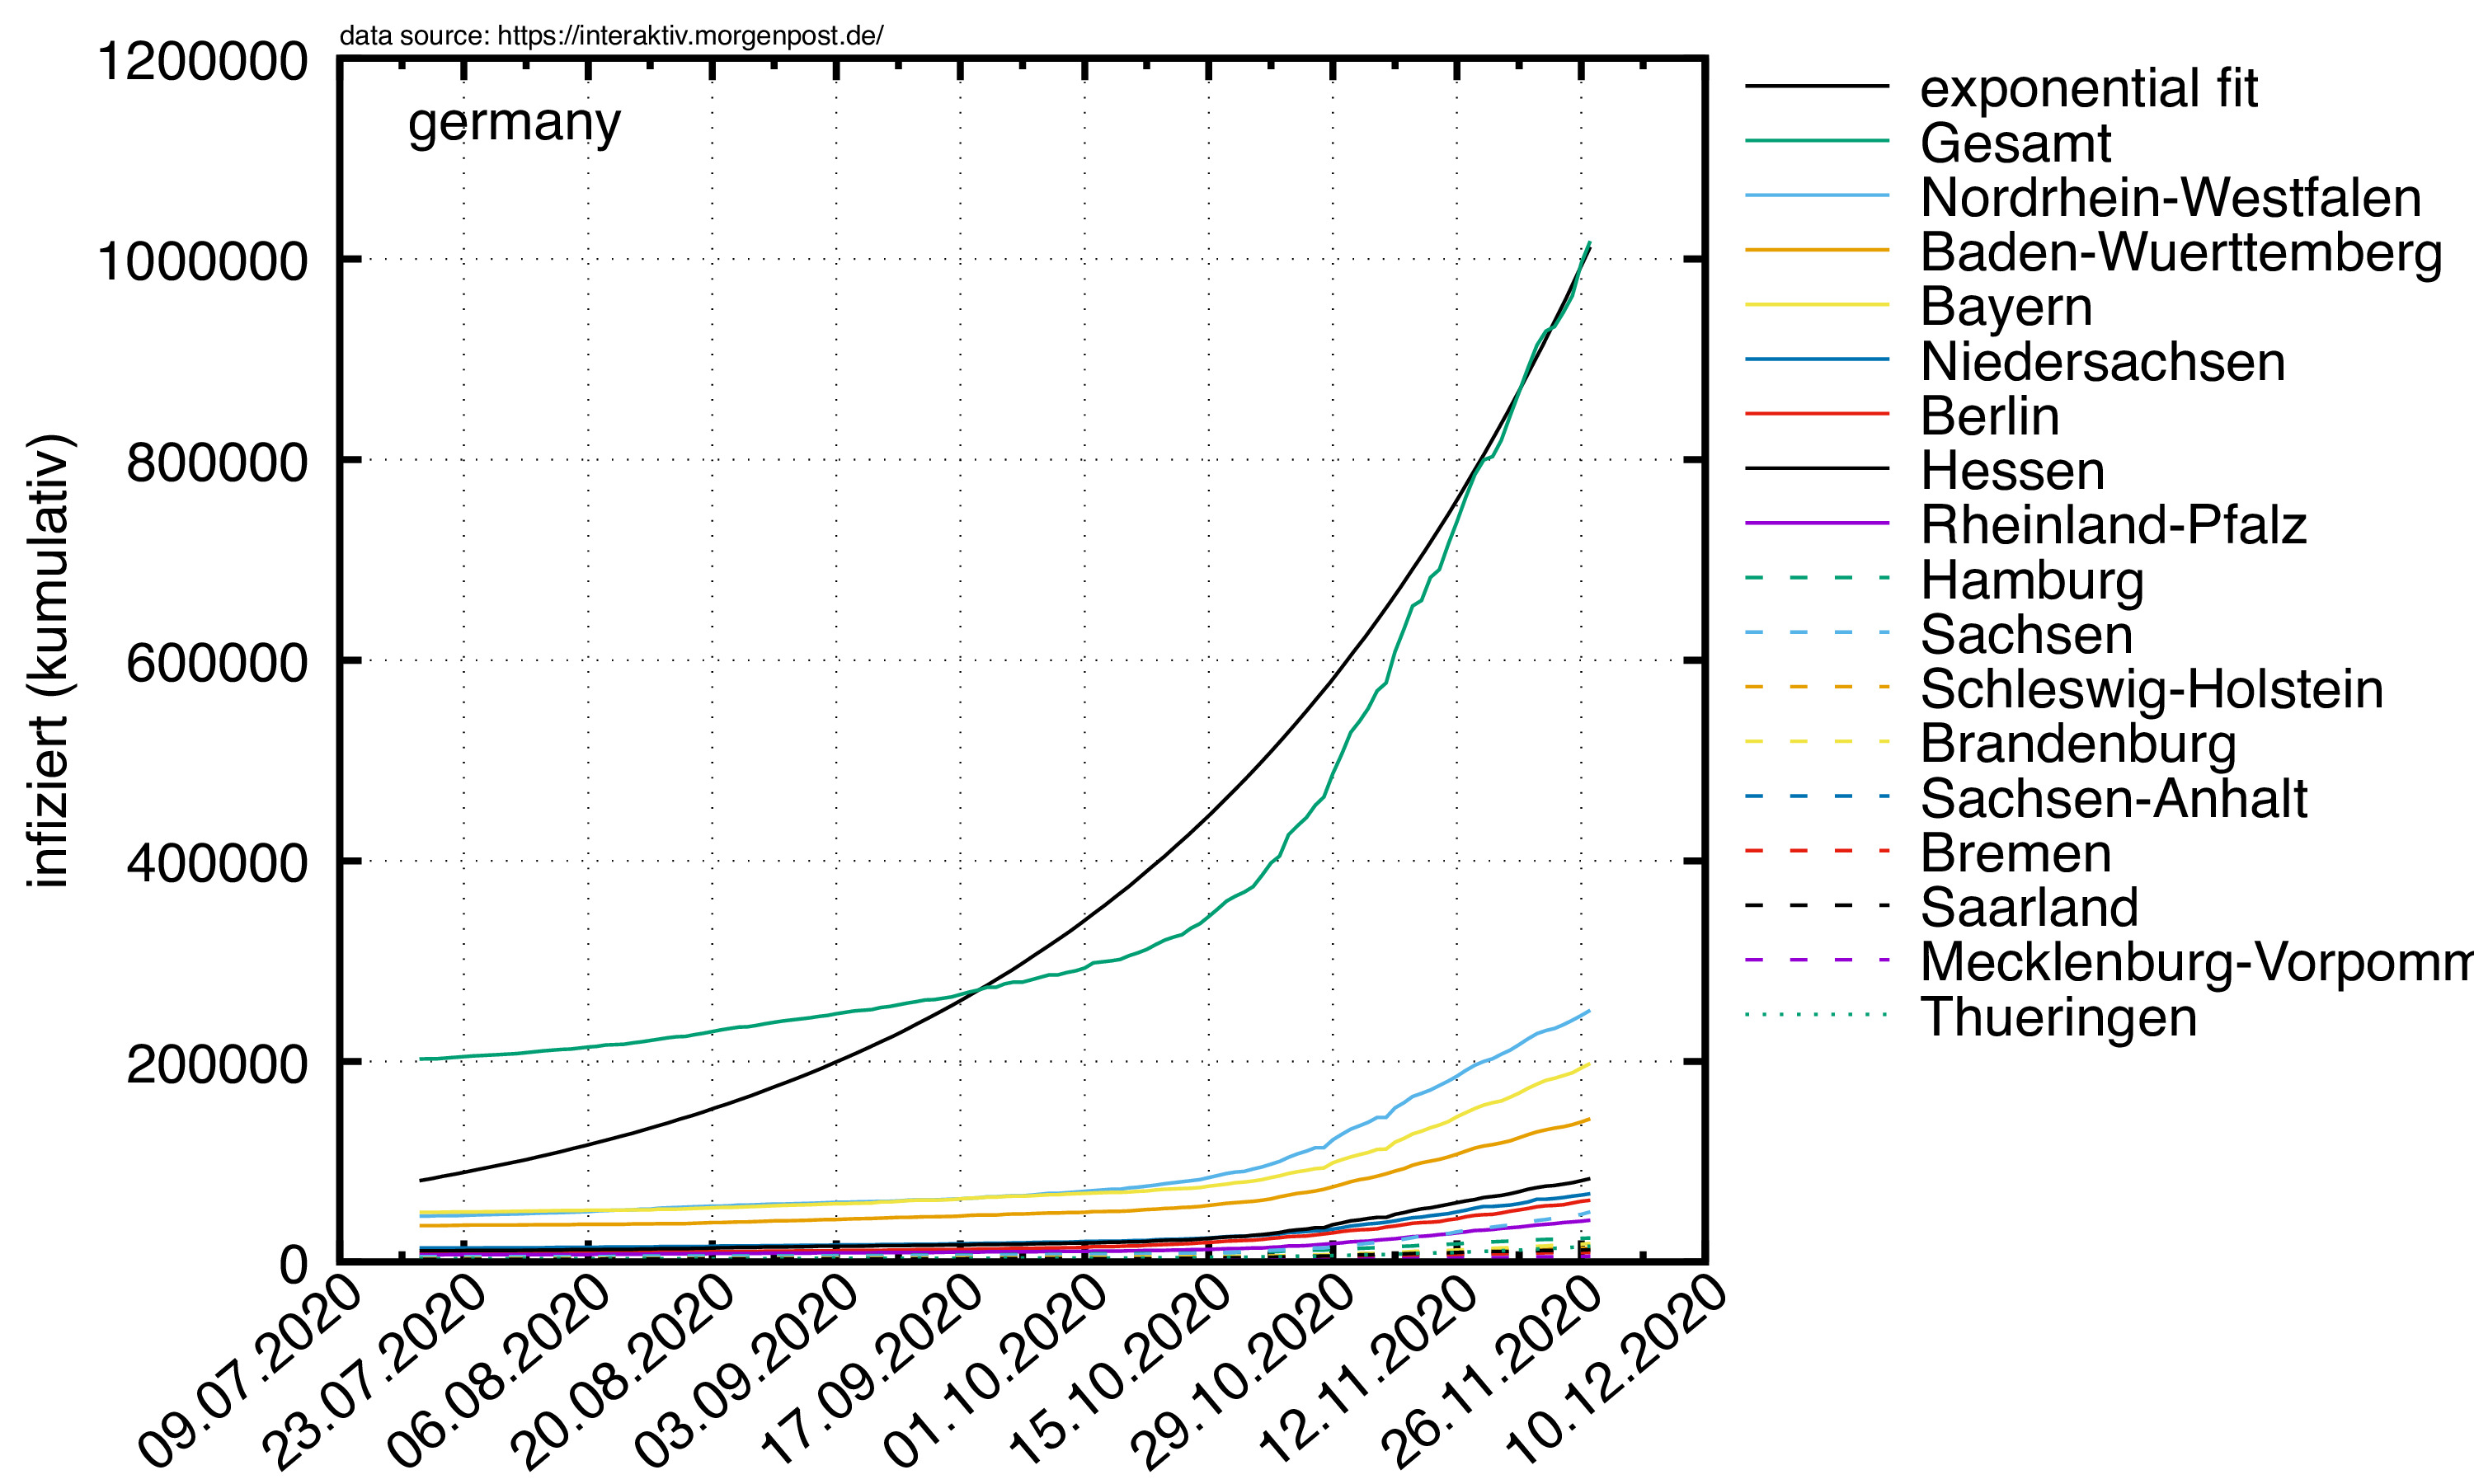 data source: https://interaktiv.morgenpost.de/
germany
infiziert (kumulativ)
1200000
1000000
800000
600000
400000
200000
0
09.07.2020
23.07.2020
06.08.2020
20.08.2020
03.09.2020
17.09.2020
01.10.2020
15.10.2020
29.10.2020
12.11.2020
26.11.2020
10.12.2020
exponential fit
Gesamt
Nordrhein-Westfalen
Baden-Wuerttemberg
Bayern
Niedersachsen
Berlin
Hessen
Rheinland-Pfalz
Hamburg
Sachsen
Schleswig-Holstein
Brandenburg
Sachsen-Anhalt
Bremen
Saarland
Mecklenburg-Vorpomm
Thueringen